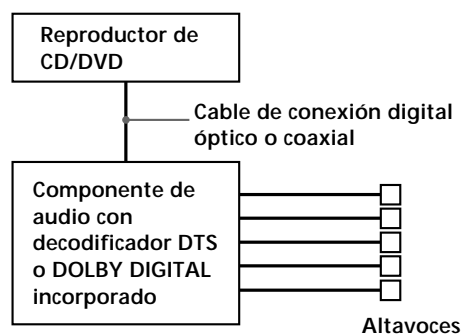 Reproductor de
CD/DVD
Cable de conexión digital
óptico o coaxial
Componente de
audio con
decodificador DTS
o DOLBY DIGITAL
incorporado
Altavoces